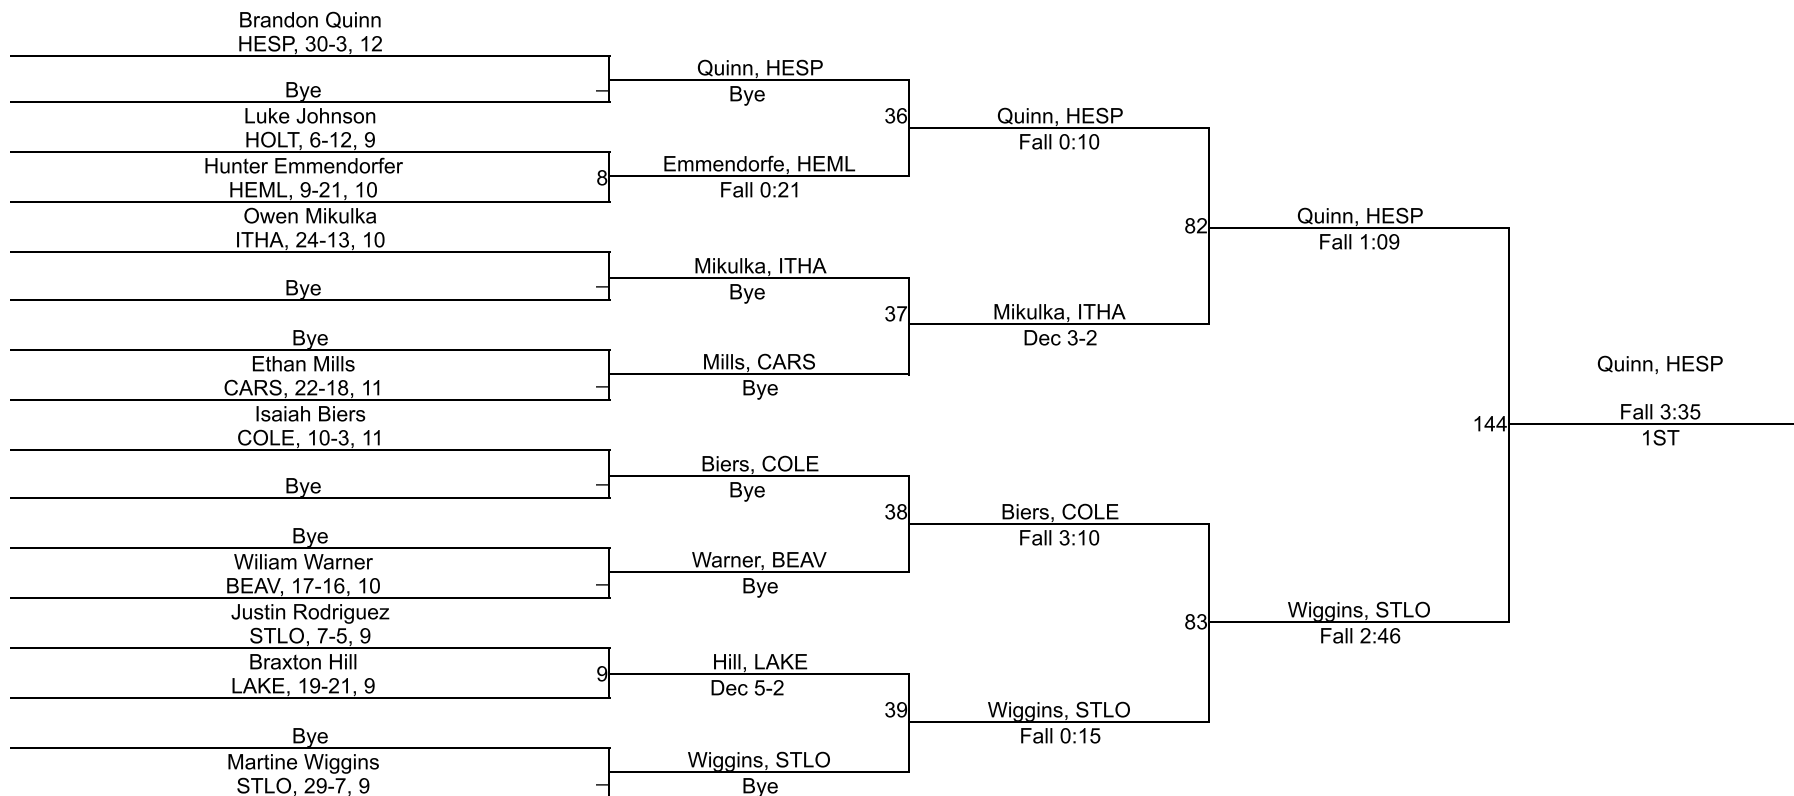 Brandon Quinn
HESP, 30-3, 12
Bye
Luke Johnson
HOLT, 6-12, 9
Hunter Emmendorfer
HEML, 9-21, 10
8
Owen Mikulka
ITHA, 24-13, 10
Bye
Bye
Ethan Mills
CARS, 22-18, 11
Isaiah Biers
COLE, 10-3, 11
Bye
Bye
Wiliam Warner
BEAV, 17-16, 10
Justin Rodriguez
STLO, 7-5, 9
Braxton Hill
LAKE, 19-21, 9
9
Bye
Martine Wiggins
STLO, 29-7, 9
Quinn, HESP
Bye
36
Emmendorfe, HEML
Fall 0:21
Mikulka, ITHA
Bye
37
Mills, CARS
Bye
Biers, COLE
Bye
38
Warner, BEAV
Bye
Hill, LAKE
Dec 5-2
39
Wiggins, STLO
Bye
Quinn, HESP
Fall 0:10
82
Mikulka, ITHA
Dec 3-2
Biers, COLE
Fall 3:10
83
Wiggins, STLO
Fall 0:15
Quinn, HESP
Fall 1:09
144
Wiggins, STLO
Fall 2:46
Quinn, HESP
Fall 3:35
1ST